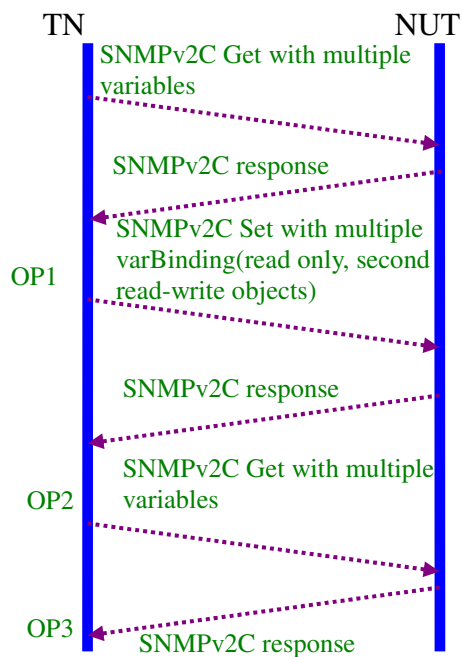 TN
NUT
SNMPv2C Get with multiple
variables
SNMPv2C response
SNMPv2C Set with multiple
varBinding(read only, second
read-write objects)
OP1
SNMPv2C response
SNMPv2C Get with multiple
variables
OP2
OP3
SNMPv2C response